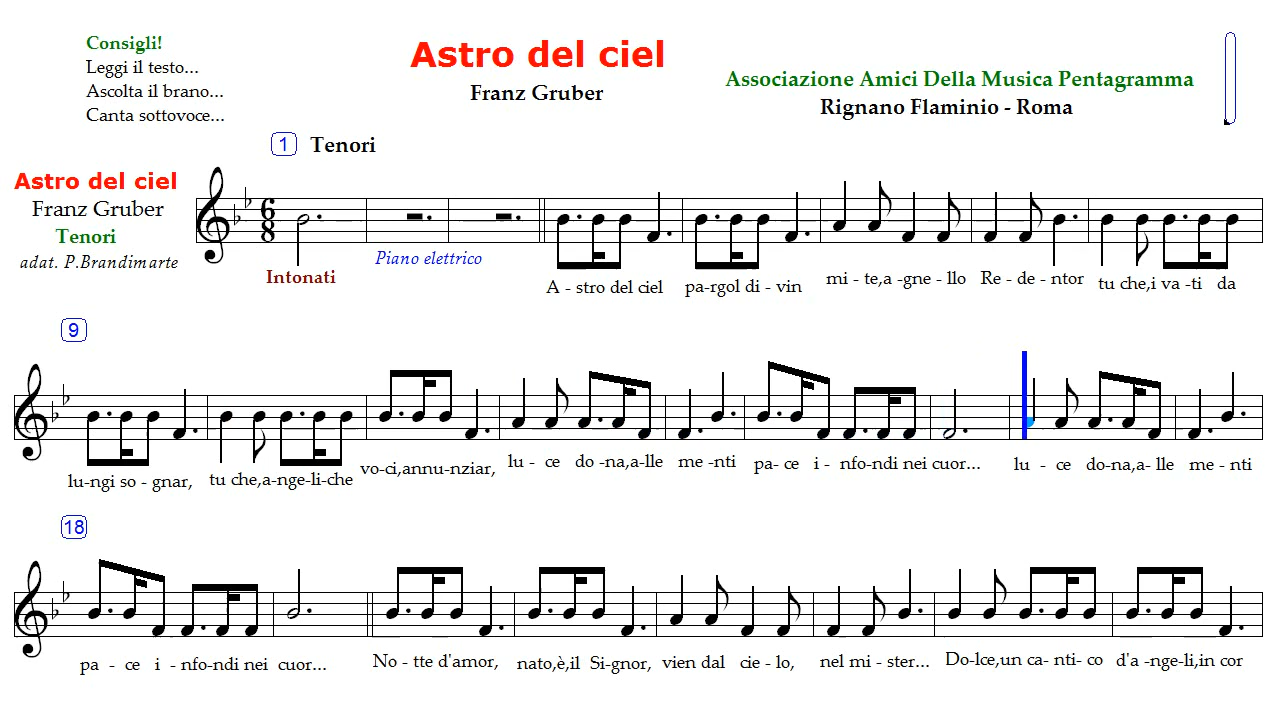 Consigli!
Leggi il testo...
Ascolta il brano...
Canta sottovoce...
Astro del ciel
Franz Gruber
Associazione Amici Della Musica Pentagramma
Rignano Flaminio - Roma
1 Tenori
Astro del ciel
Franz Gruber
Tenori
adat. P.Brandimarte
6
8
Intonati
Piano elettrico
A - stro del ciel pa-rgol di - vin mi - te,a -gne - llo Re - de - ntor tu che,i va -ti da
9
lu-ngi so - gnar, tu che,a-nge-li-che vo-ci,annu-nziar, lu - ce do -na,a-lle me -nti pa- ce i - nfo-ndi nei cuor... lu - ce do-na,a- lle me - nti
18
pa - ce i - nfo-ndi nei cuor... No - tte d'amor, nato,è,il Si-gnor, vien dal cie - lo, nel mi - ster... Do-lce,un ca- nti- co d'a -nge-li,in cor